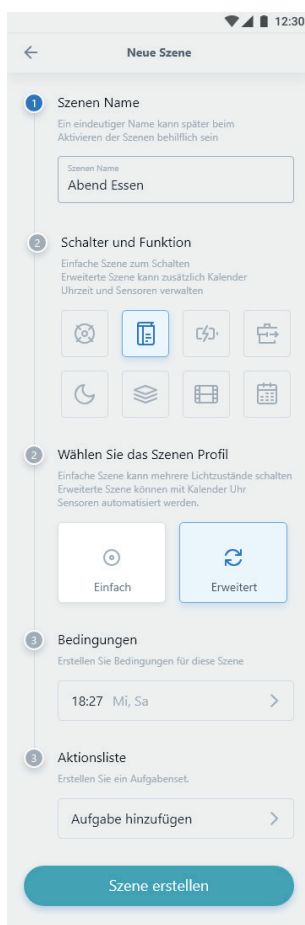 12:30
Neue Szene
1
Szenen Name
Ein eindeutiger Name kann später beim
Aktivieren der Szenen behilflich sein
Szenen Name
Abend Essen
2
Schalter und Funktion
Einfache Szene zum Schalten
Erweiterte Szene kann zusätzlich Kalender
Uhrzeit und Sensoren verwalten
2
Wählen Sie das Szenen Profil
Einfache Szene kann mehrere Lichtzustände schalten
Erweiterte Szene können mit Kalender Uhr
Sensoren automatisiert werden.
Einfach
Erweitert
3
Bedingungen
Erstellen Sie Bedingungen für diese Szene
18:27 Mi, Sa
3
Aktionsliste
Erstellen Sie ein Aufgabenset.
Aufgabe hinzufügen
Szene erstellen